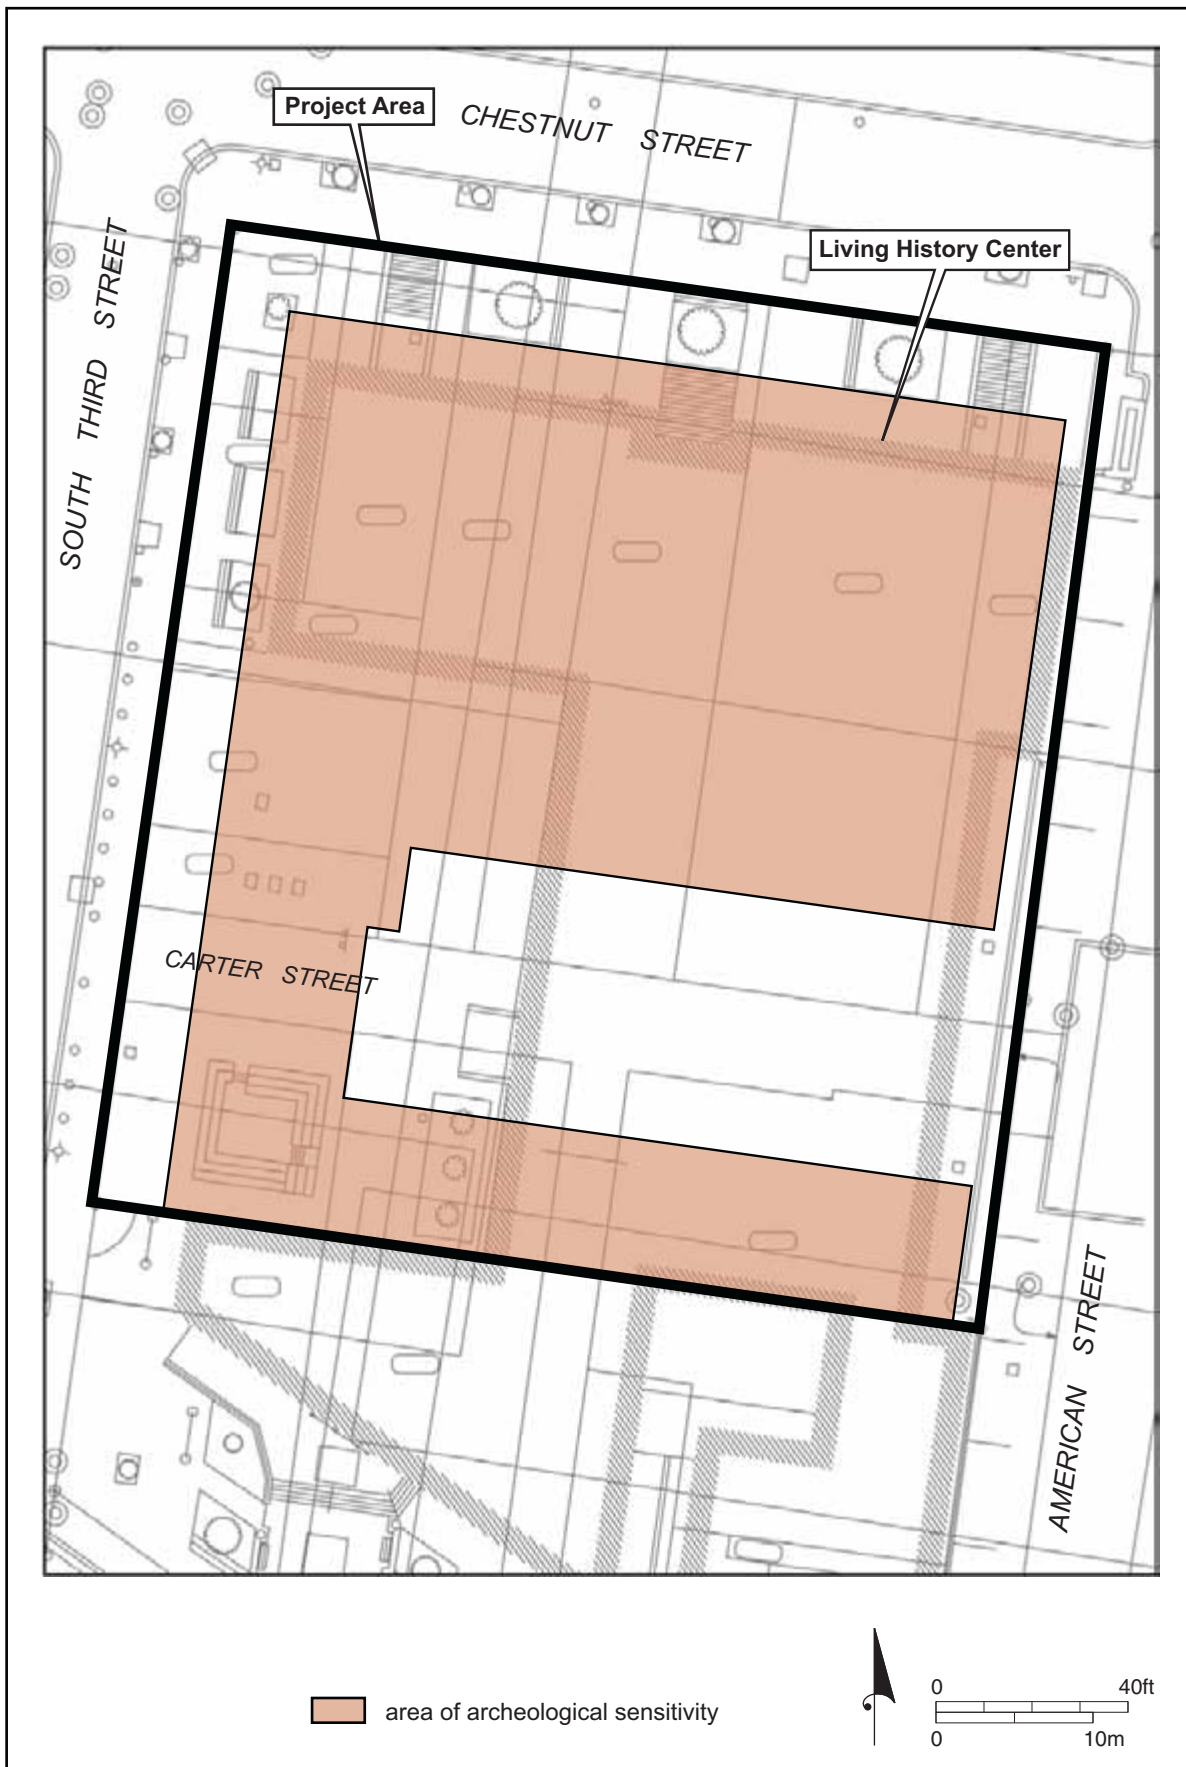 Project Area
CHESTNUT STREET
Living History Center
SOUTH THIRD STREET
CARTER STREET
AMERICAN STREET
area of archeological sensitivity
0 40ft
0 10m